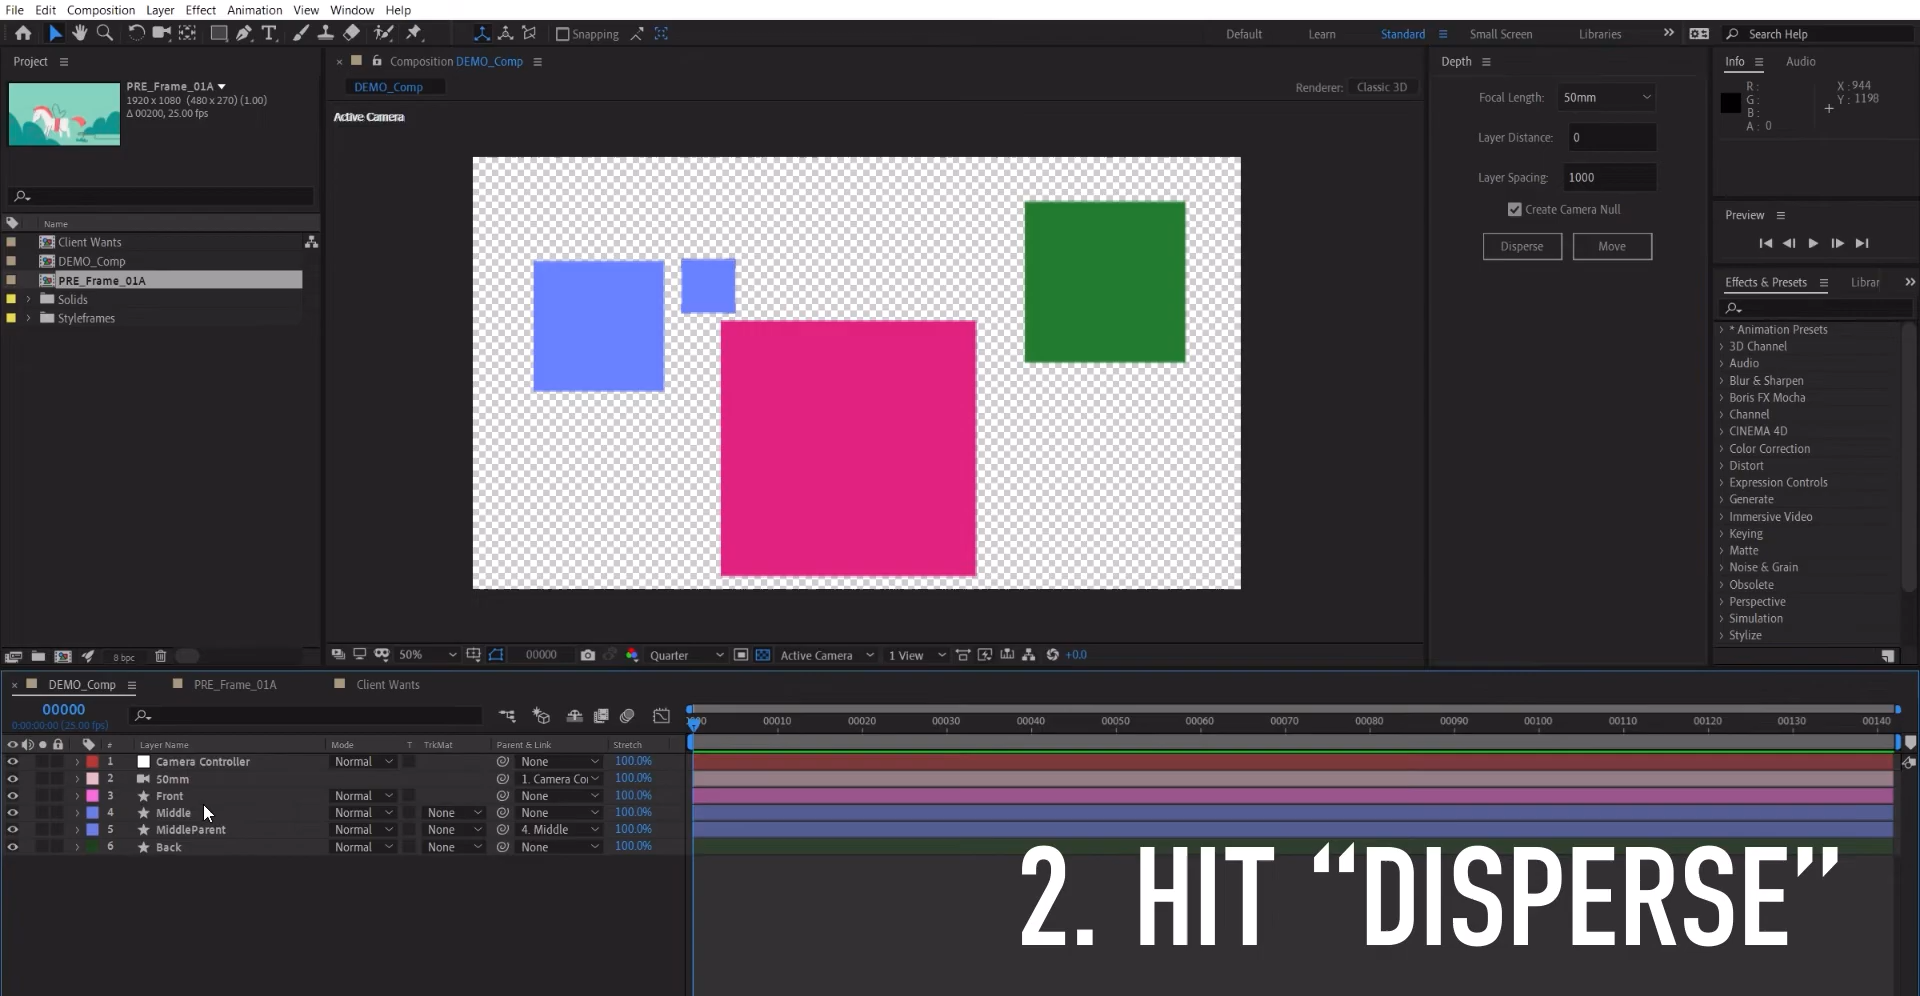 File Edit Composition Layer Effect Animation View Window Help
Snapping
Default Learn Standard Small Screen Libraries
Search Help
Project
PRE_Frame_01A
1920 x 1080 (480 x 270) (1.00)
Δ 00200, 25.00 fps
Name
Client Wants
DEMO_Comp
PRE_Frame_01A
Solids
Styleframes
8 bpc
Composition DEMO_Comp
DEMO_Comp
Renderer: Classic 3D
Active Camera
50% 00000 Quarter Active Camera 1 View +0.0
Depth
Focal Length: 50mm
Layer Distance: 0
Layer Spacing: 1000
Create Camera Null
Disperse Move
Info Audio
R:
G:
B:
A: 0
X: 944
Y: 1198
Preview
Effects & Presets Librar
* Animation Presets
3D Channel
Audio
Blur & Sharpen
Boris FX Mocha
Channel
CINEMA 4D
Color Correction
Distort
Expression Controls
Generate
Immersive Video
Keying
Matte
Noise & Grain
Obsolete
Perspective
Simulation
Stylize
DEMO_Comp PRE_Frame_01A Client Wants
00000
0:00:00:00 (25.00 fps)
00010 00020 00030 00040 00050 00060 00070 00080 00090 00100 00110 00120 00130 00140
# Layer Name Mode T TrkMat Parent & Link Stretch
1 Camera Controller Normal None 100.0%
2 50mm 1. Camera Co 100.0%
3 Front Normal None 100.0%
4 Middle Normal None None 100.0%
5 MiddleParent Normal None 4. Middle 100.0%
6 Back Normal None None 100.0%
2. HIT “DISPERSE”